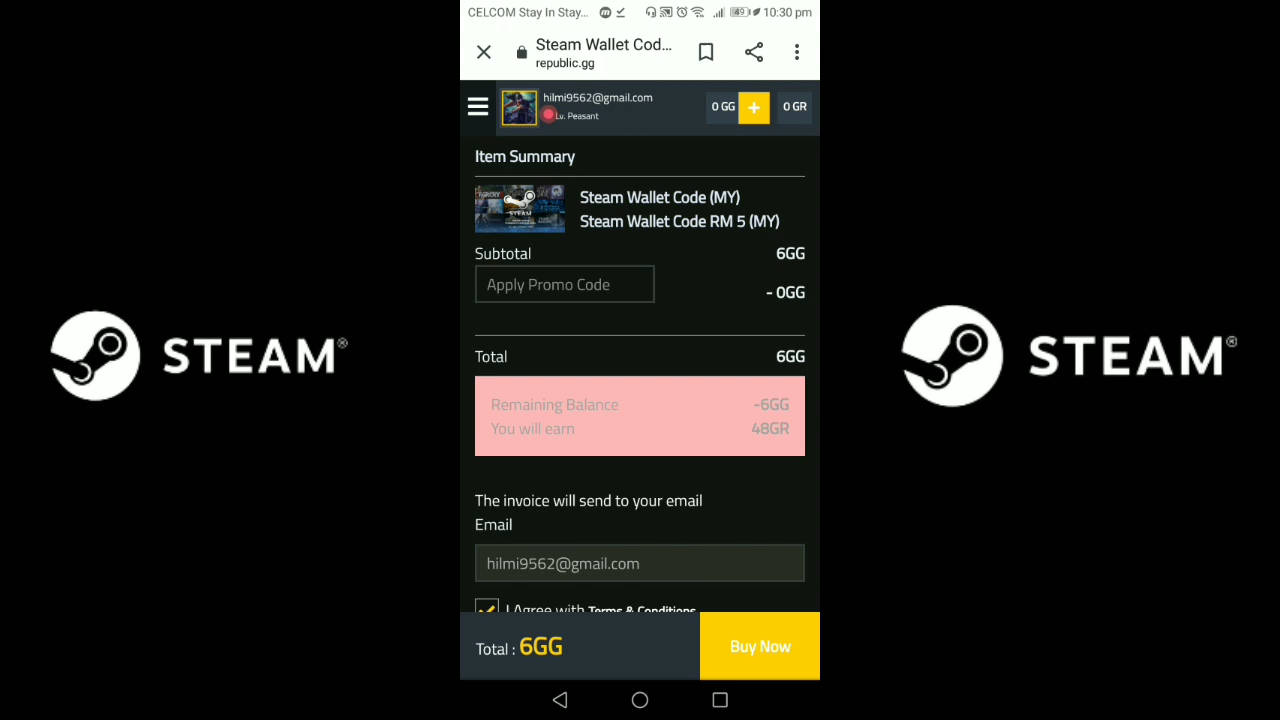 CELCOM Stay In Stay...
49
10:30 pm
Steam Wallet Cod...
republic.gg
hilmi9562@gmail.com
Lv. Peasant
0 GG
+
0 GR
Item Summary
STEAM
Steam Wallet Code (MY)
Steam Wallet Code RM 5 (MY)
Subtotal
6GG
Apply Promo Code
- 0GG
Total
6GG
Remaining Balance
-6GG
You will earn
48GR
The invoice will send to your email
Email
hilmi9562@gmail.com
I Agree with Terms & Conditions
Total : 6GG
Buy Now
STEAM®
STEAM®